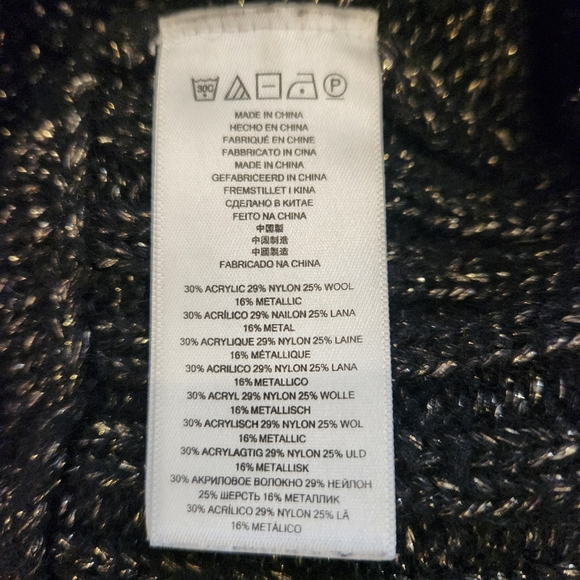 30C P
MADE IN CHINA
HECHO EN CHINA
FABRIQUÉ EN CHINE
FABBRICATO IN CINA
MADE IN CHINA
GEFABRICEERD IN CHINA
FREMSTILLET I KINA
СДЕЛАНО В КИТАЕ
FEITO NA CHINA
中国製
中国制造
中國製造
FABRICADO NA CHINA
30% ACRYLIC 29% NYLON 25% WOOL
16% METALLIC
30% ACRÍLICO 29% NAILON 25% LANA
16% METAL
30% ACRYLIQUE 29% NYLON 25% LAINE
16% MÉTALLIQUE
30% ACRILICO 29% NYLON 25% LANA
16% METALLICO
30% ACRYL 29% NYLON 25% WOLLE
16% METALLISCH
30% ACRYLISCH 29% NYLON 25% WOL
16% METALLIC
30% ACRYLAGTIG 29% NYLON 25% ULD
16% METALLISK
30% АКРИЛОВОЕ ВОЛОКНО 29% НЕЙЛОН
25% ШЕРСТЬ 16% МЕТАЛЛИК
30% ACRÍLICO 29% NYLON 25% LÃ
16% METÁLICO